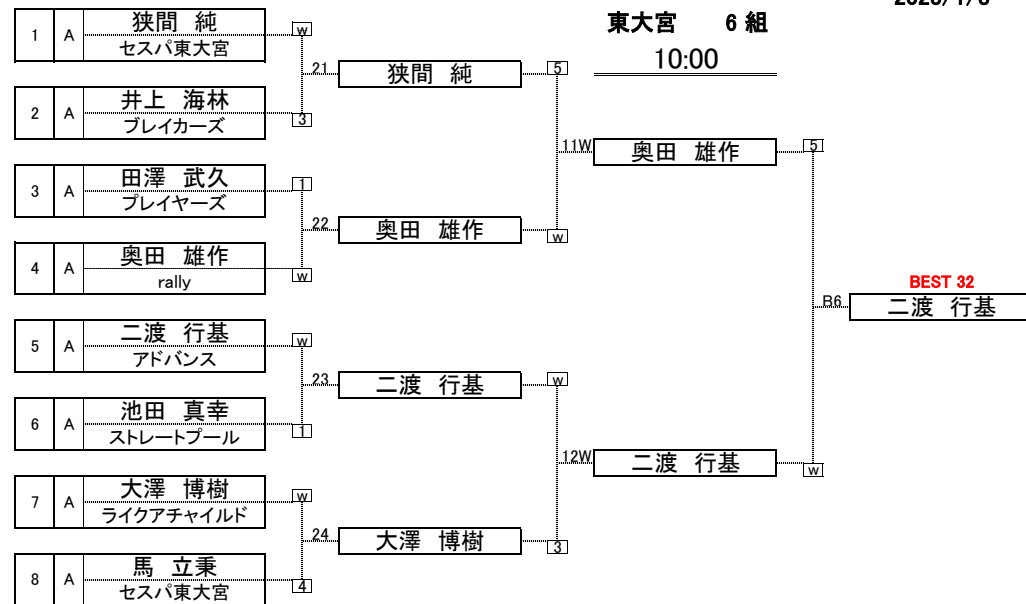 東大宮 6 組
10:00
1 A 狭間 純 W
セスパ東大宮
21 狭間 純 5
2 A 井上 海林 3
ブレイカーズ
11W 奥田 雄作 5
3 A 田澤 武久 1
プレイヤーズ
22 奥田 雄作 W
4 A 奥田 雄作 W
rally
BEST 32
B6 二渡 行基
5 A 二渡 行基 W
アドバンス
23 二渡 行基 W
6 A 池田 真幸 1
ストレートプール
12W 二渡 行基 W
7 A 大澤 博樹 W
ライクアチャイルド
24 大澤 博樹 3
8 A 馬 立秉 4
セスパ東大宮